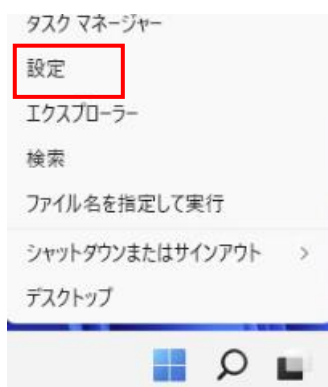 タスク マネージャー
設定
エクスプローラー
検索
ファイル名を指定して実行
シャットダウンまたはサインアウト
デスクトップ